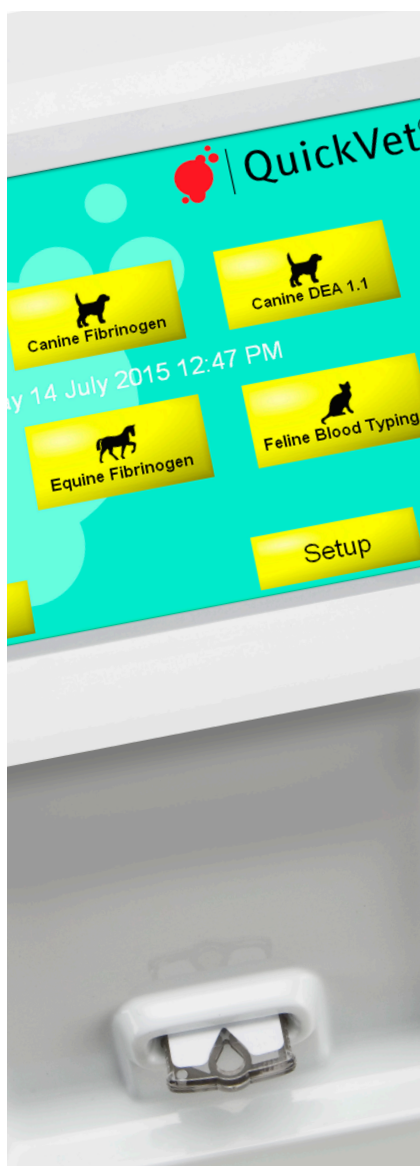 QuickVet
Canine Fibrinogen
Canine DEA 1.1
14 July 2015 12:47 PM
Equine Fibrinogen
Feline Blood Typing
Setup